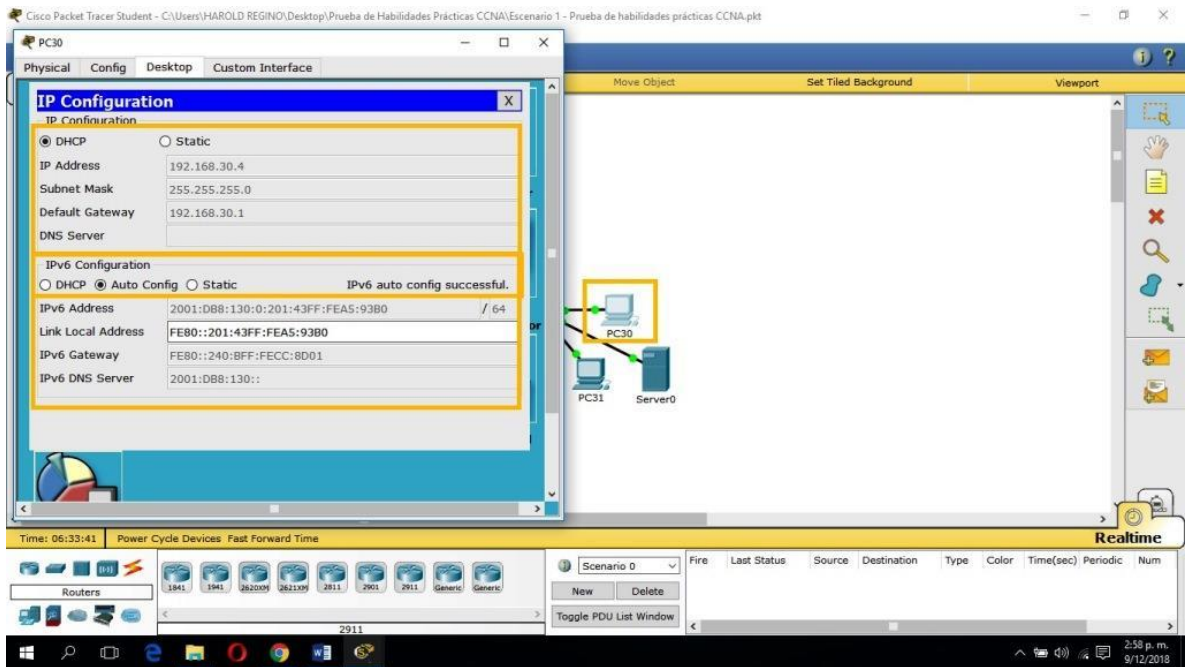 Cisco Packet Tracer Student - C:\Users\HAROLD REGINO\Desktop\Prueba de Habilidades Prácticas CCNA\Escenario 1 - Prueba de habilidades prácticas CCNA.pkt
PC30
Physical Config Desktop Custom Interface
Move Object Set Tiled Background Viewport
IP Configuration X
IP Configuration
DHCP Static
IP Address 192.168.30.4
Subnet Mask 255.255.255.0
Default Gateway 192.168.30.1
DNS Server
IPv6 Configuration
DHCP Auto Config Static IPv6 auto config successful.
IPv6 Address 2001:DB8:130:0:201:43FF:FEA5:93B0 / 64
Link Local Address FE80::201:43FF:FEA5:93B0
IPv6 Gateway FE80::240:BFF:FECC:8D01
IPv6 DNS Server 2001:DB8:130::
or
PC30
PC31 Server0
Realtime
Time: 06:33:41 Power Cycle Devices Fast Forward Time
Scenario 0 Fire Last Status Source Destination Type Color Time(sec) Periodic Num
Routers 1841 1941 2620XM 2621XM 2811 2901 2911 Generic Generic
New Delete
Toggle PDU List Window
2911
2:58 p. m.
9/12/2018